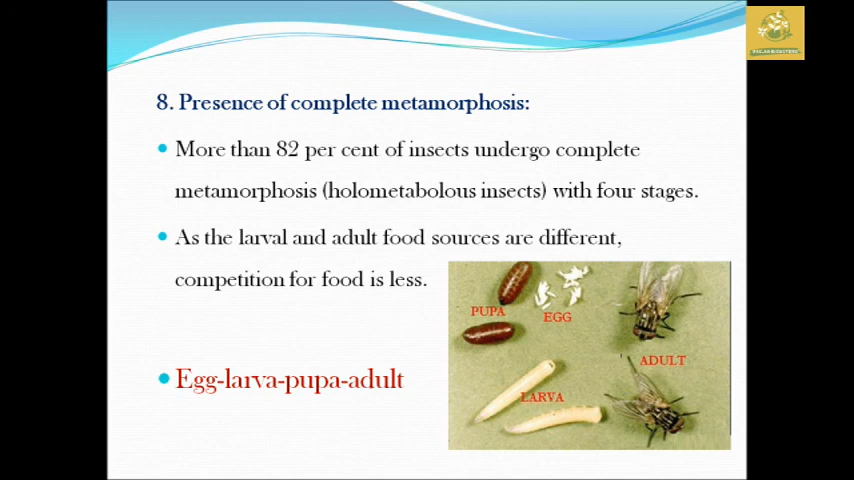 8. Presence of complete metamorphosis:
More than 82 per cent of insects undergo complete
metamorphosis (holometabolous insects) with four stages.
As the larval and adult food sources are different,
competition for food is less.
PUPA
EGG
ADULT
Egg-larva-pupa-adult
LARVA